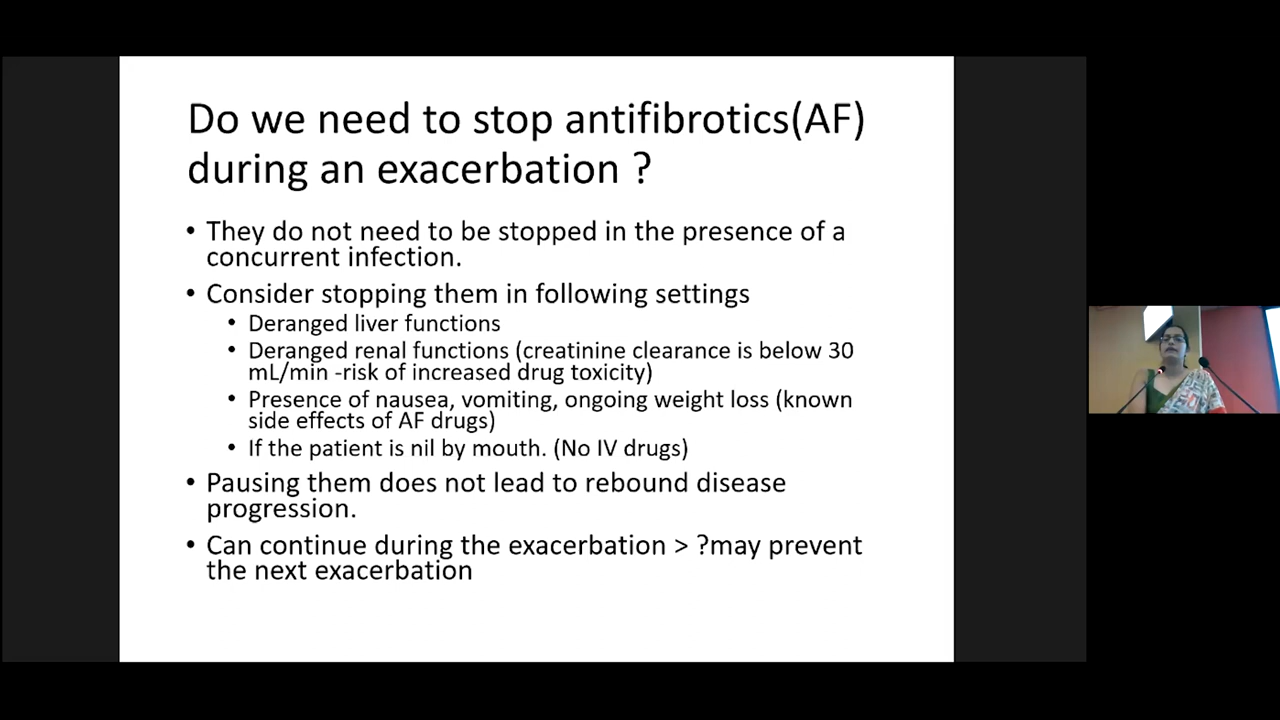 Do we need to stop antifibrotics(AF)
during an exacerbation ?
• They do not need to be stopped in the presence of a
concurrent infection.
• Consider stopping them in following settings
• Deranged liver functions
• Deranged renal functions (creatinine clearance is below 30
mL/min -risk of increased drug toxicity)
• Presence of nausea, vomiting, ongoing weight loss (known
side effects of AF drugs)
• If the patient is nil by mouth. (No IV drugs)
• Pausing them does not lead to rebound disease
progression.
• Can continue during the exacerbation > ?may prevent
the next exacerbation